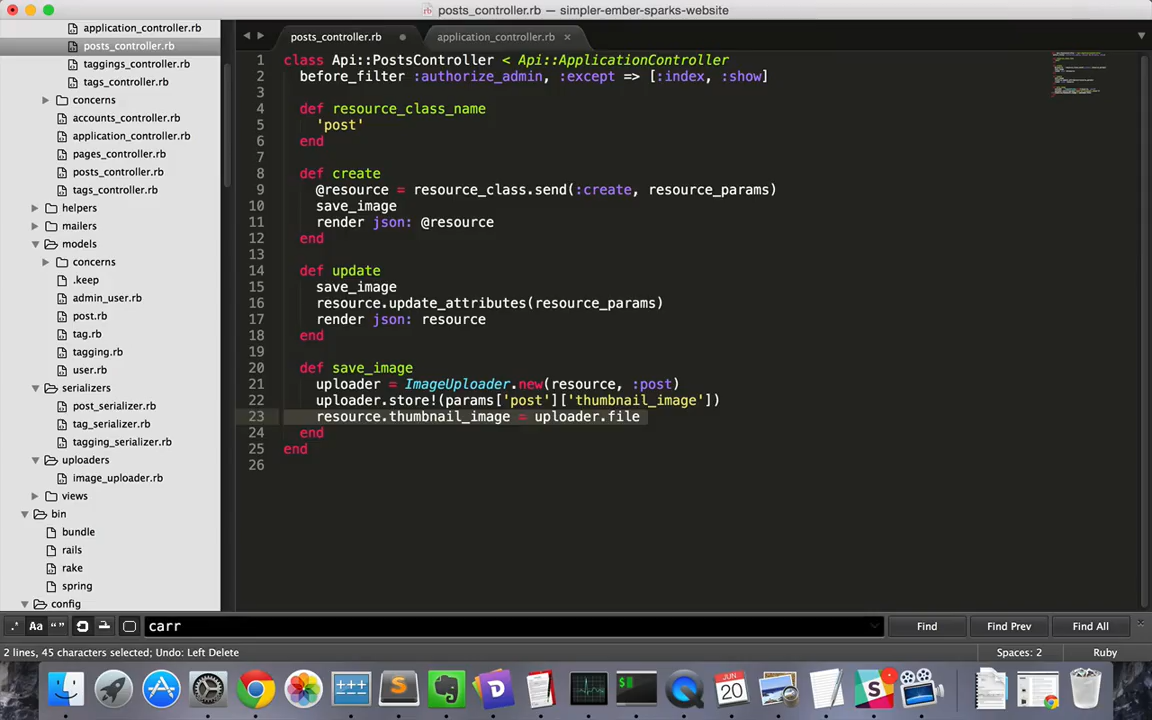 posts_controller.rb — simpler-ember-sparks-website
application_controller.rb
posts_controller.rb
taggings_controller.rb
tags_controller.rb
concerns
accounts_controller.rb
application_controller.rb
pages_controller.rb
posts_controller.rb
tags_controller.rb
helpers
mailers
models
concerns
.keep
admin_user.rb
post.rb
tag.rb
tagging.rb
user.rb
serializers
post_serializer.rb
tag_serializer.rb
tagging_serializer.rb
uploaders
image_uploader.rb
views
bin
bundle
rails
rake
spring
config
posts_controller.rb
application_controller.rb
1 class Api::PostsController < Api::ApplicationController
2 before_filter :authorize_admin, :except => [:index, :show]
3
4 def resource_class_name
5 'post'
6 end
7
8 def create
9 @resource = resource_class.send(:create, resource_params)
10 save_image
11 render json: @resource
12 end
13
14 def update
15 save_image
16 resource.update_attributes(resource_params)
17 render json: resource
18 end
19
20 def save_image
21 uploader = ImageUploader.new(resource, :post)
22 uploader.store!(params['post']['thumbnail_image'])
23 resource.thumbnail_image = uploader.file
24 end
25 end
26
.* Aa “” carr Find Find Prev Find All
2 lines, 45 characters selected; Undo: Left Delete Spaces: 2 Ruby
JUN
20